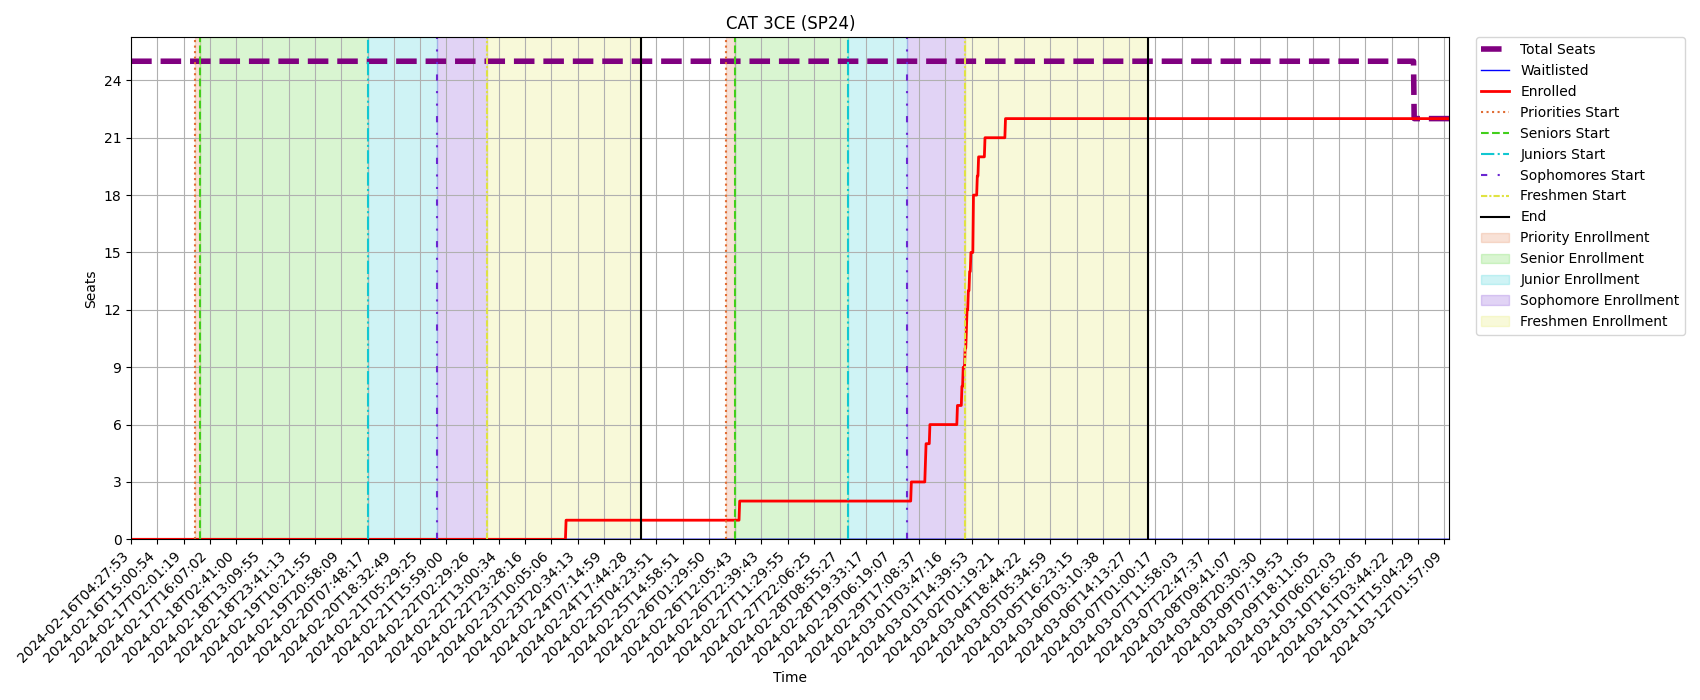 CAT 3CE (SP24)
Total Seats
Waitlisted
Enrolled
Priorities Start
Seniors Start
Juniors Start
Sophomores Start
Freshmen Start
End
Priority Enrollment
Senior Enrollment
Junior Enrollment
Sophomore Enrollment
Freshmen Enrollment
Seats
24
21
18
15
12
9
6
3
0
2024-02-16T04:27:53
2024-02-16T15:00:54
2024-02-17T02:01:19
2024-02-17T16:07:02
2024-02-18T02:41:00
2024-02-18T13:09:55
2024-02-18T23:41:13
2024-02-19T10:21:55
2024-02-19T20:58:09
2024-02-20T07:48:17
2024-02-20T18:32:49
2024-02-21T05:29:25
2024-02-21T15:59:00
2024-02-22T02:29:26
2024-02-22T13:00:34
2024-02-22T23:28:16
2024-02-23T10:05:06
2024-02-23T20:34:13
2024-02-24T07:14:59
2024-02-24T17:44:28
2024-02-25T04:23:51
2024-02-25T14:58:51
2024-02-26T01:29:50
2024-02-26T12:05:43
2024-02-26T22:39:43
2024-02-27T11:29:55
2024-02-27T22:06:25
2024-02-28T08:55:27
2024-02-28T19:33:17
2024-02-29T06:19:07
2024-02-29T17:08:37
2024-03-01T03:47:16
2024-03-01T14:39:53
2024-03-02T01:19:21
2024-03-04T18:44:22
2024-03-05T05:34:59
2024-03-05T16:23:15
2024-03-06T03:10:38
2024-03-06T14:13:27
2024-03-07T01:00:17
2024-03-07T11:58:03
2024-03-07T22:47:37
2024-03-08T09:41:07
2024-03-08T20:30:30
2024-03-09T07:19:53
2024-03-09T18:11:05
2024-03-10T06:02:03
2024-03-10T16:52:05
2024-03-11T03:44:22
2024-03-11T15:04:29
2024-03-12T01:57:09
Time